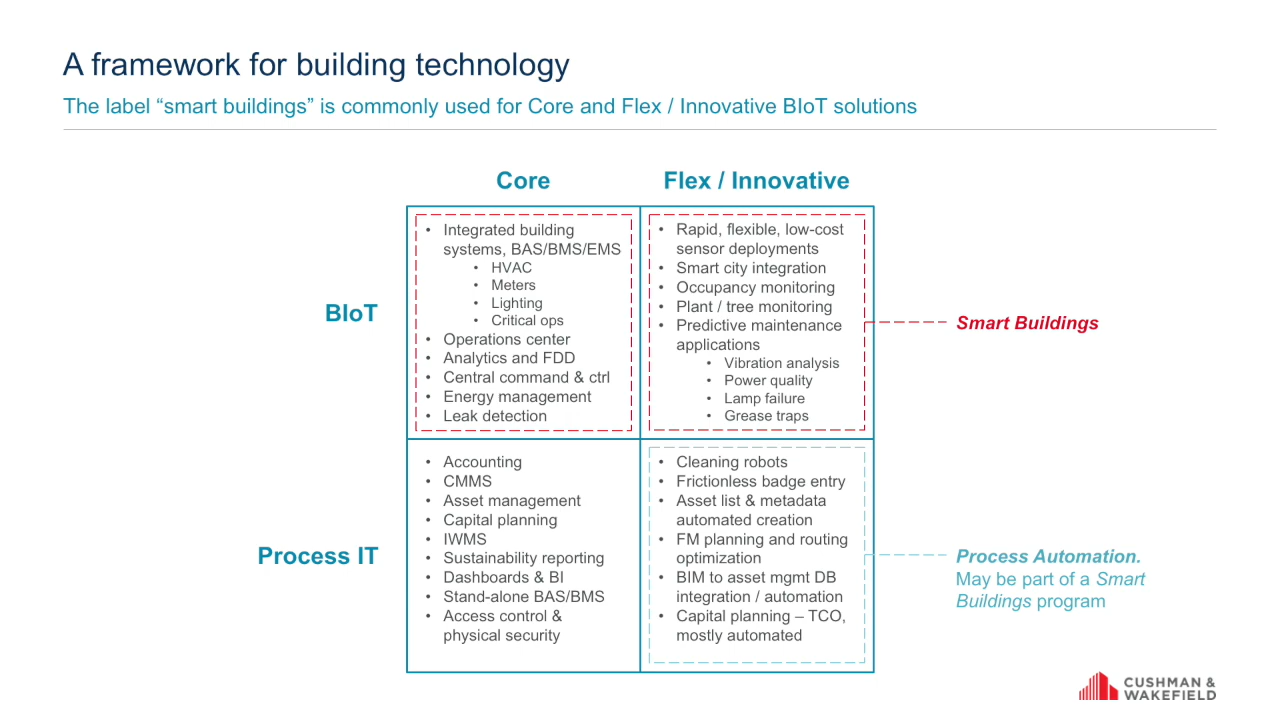 A framework for building technology
The label “smart buildings” is commonly used for Core and Flex / Innovative BIoT solutions
Core
Flex / Innovative
BIoT
• Integrated building
systems, BAS/BMS/EMS
• HVAC
• Meters
• Lighting
• Critical ops
• Operations center
• Analytics and FDD
• Central command & ctrl
• Energy management
• Leak detection
• Rapid, flexible, low-cost
sensor deployments
• Smart city integration
• Occupancy monitoring
• Plant / tree monitoring
• Predictive maintenance
applications
• Vibration analysis
• Power quality
• Lamp failure
• Grease traps
Smart Buildings
Process IT
• Accounting
• CMMS
• Asset management
• Capital planning
• IWMS
• Sustainability reporting
• Dashboards & BI
• Stand-alone BAS/BMS
• Access control &
physical security
• Cleaning robots
• Frictionless badge entry
• Asset list & metadata
automated creation
• FM planning and routing
optimization
• BIM to asset mgmt DB
integration / automation
• Capital planning – TCO,
mostly automated
Process Automation.
May be part of a Smart
Buildings program
CUSHMAN &
WAKEFIELD